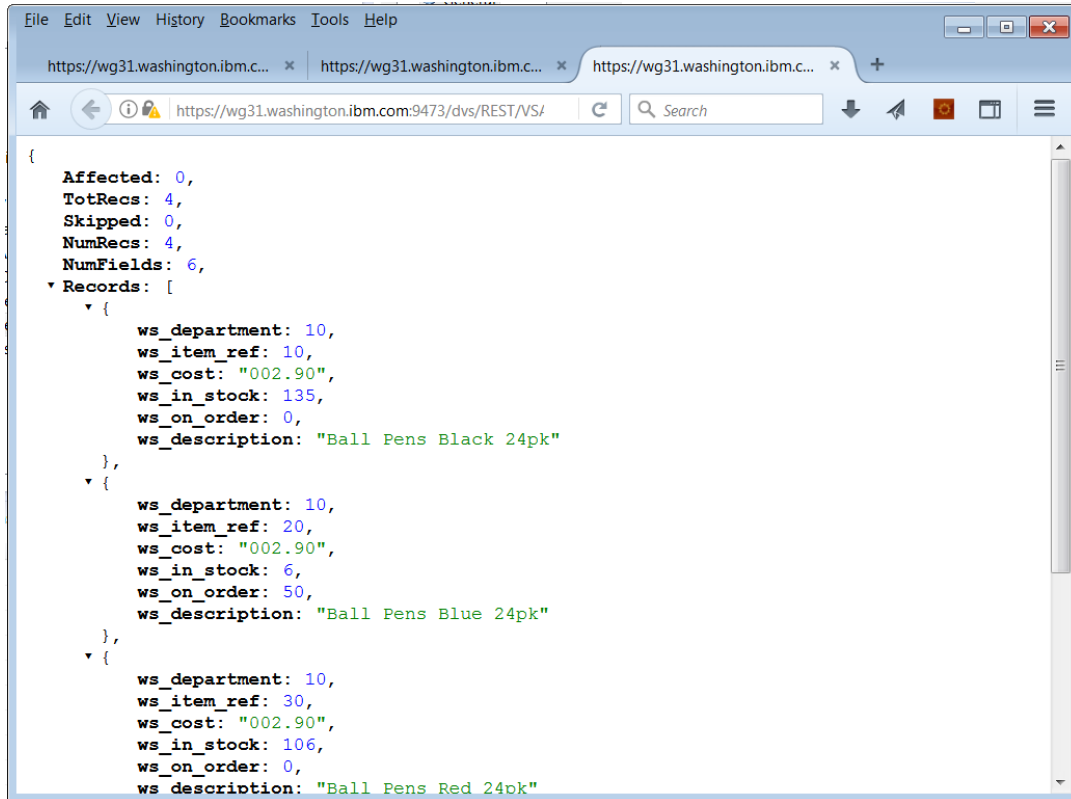 File Edit View History Bookmarks Tools Help
https://wg31.washington.ibm.c... × https://wg31.washington.ibm.c... × https://wg31.washington.ibm.c... × +
https://wg31.washington.ibm.com:9473/dvs/REST/VSA Search
{
Affected: 0,
TotRecs: 4,
Skipped: 0,
NumRecs: 4,
NumFields: 6,
Records: [
{
ws_department: 10,
ws_item_ref: 10,
ws_cost: "002.90",
ws_in_stock: 135,
ws_on_order: 0,
ws_description: "Ball Pens Black 24pk"
},
{
ws_department: 10,
ws_item_ref: 20,
ws_cost: "002.90",
ws_in_stock: 6,
ws_on_order: 50,
ws_description: "Ball Pens Blue 24pk"
},
{
ws_department: 10,
ws_item_ref: 30,
ws_cost: "002.90",
ws_in_stock: 106,
ws_on_order: 0,
ws_description: "Ball Pens Red 24pk"